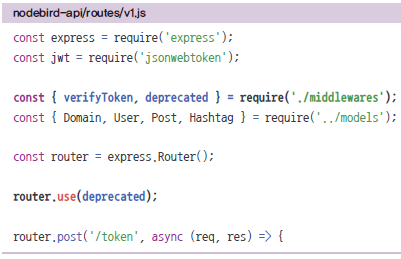 nodebird-api/routes/v1.js
const express = require('express');
const jwt = require('jsonwebtoken');
const { verifyToken, deprecated } = require('./middlewares');
const { Domain, User, Post, Hashtag } = require('../models');
const router = express.Router();
router.use(deprecated);
router.post('/token', async (req, res) => {